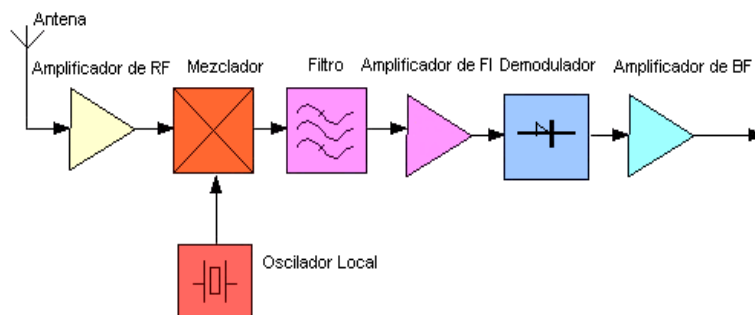 Antena
Amplificador de RF
Mezclador
Filtro
Amplificador de FI
Demodulador
Amplificador de BF
Oscilador Local